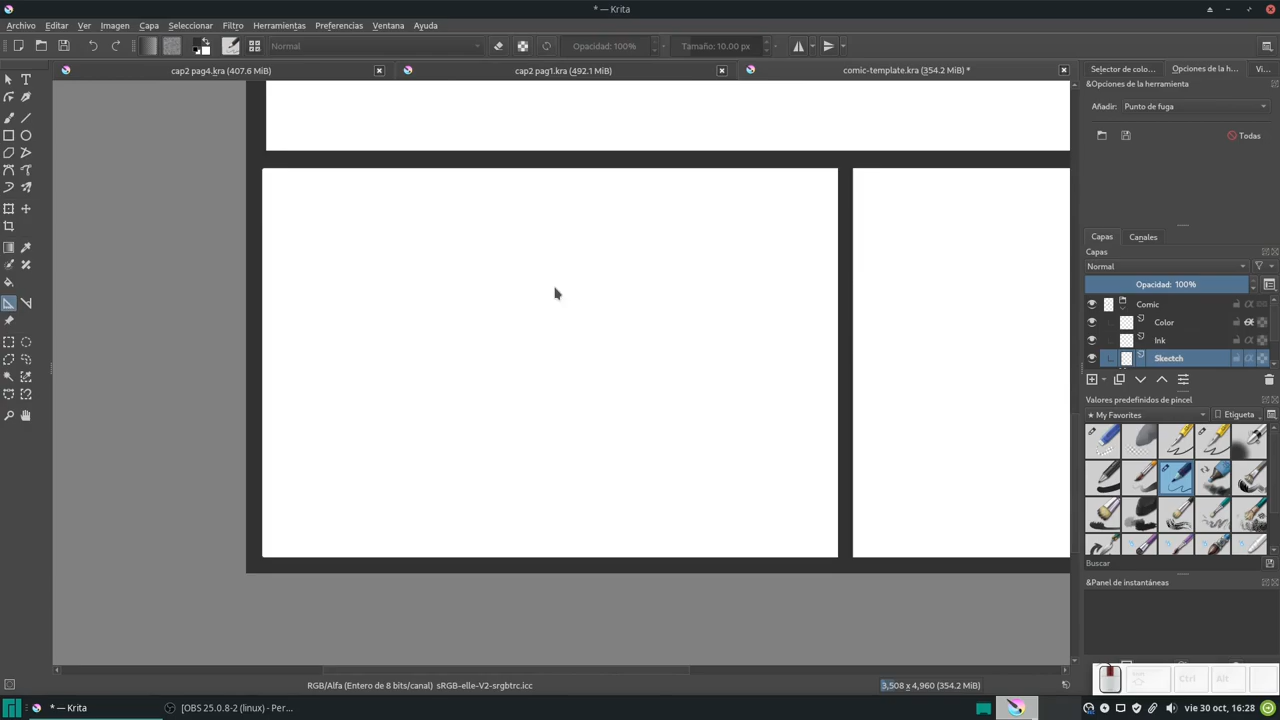 * — Krita
Archivo Editar Ver Imagen Capa Seleccionar Filtro Herramientas Preferencias Ventana Ayuda
Normal Opacidad: 100% Tamaño: 10.00 px
cap2 pag4.kra (407.6 MiB) cap2 pag1.kra (492.1 MiB) comic-template.kra (354.2 MiB) * Selector de colo... Opciones de la h... Vi...
&Opciones de la herramienta
Añadir: Punto de fuga
Todas
Capas Canales
Capas
Normal
Opacidad: 100%
Comic
Color
Ink
Skectch
Valores predefinidos de pincel
★ My Favorites Etiqueta
Buscar
&Panel de instantáneas
RGB/Alfa (Entero de 8 bits/canal) sRGB-elle-V2-srgbtrc.icc 3,508 x 4,960 (354.2 MiB)
Ctrl Alt
* — Krita [OBS 25.0.8-2 (linux) - Per... vie 30 oct, 16:28